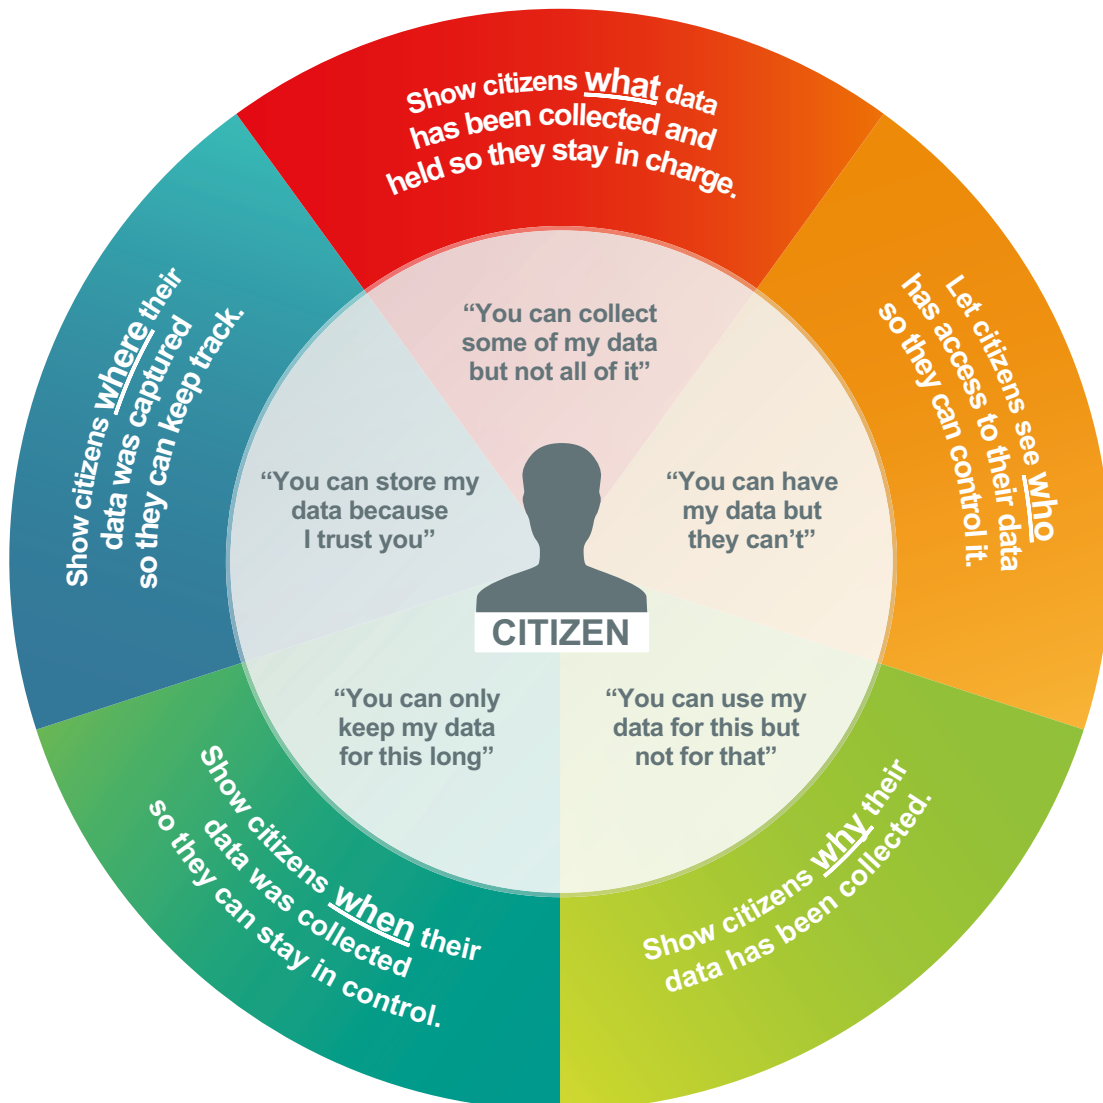 Show citizens what data
has been collected and
held so they stay in charge.
Let citizens see who
has access to their data
so they can control it.
Show citizens why their
data has been collected.
Show citizens when their
data was collected
so they can stay in control.
Show citizens where their
data was captured
so they can keep track.
“You can collect
some of my data
but not all of it”
“You can have
my data but
they can’t”
“You can use my
data for this but
not for that”
“You can only
keep my data
for this long”
“You can store my
data because
I trust you”
CITIZEN